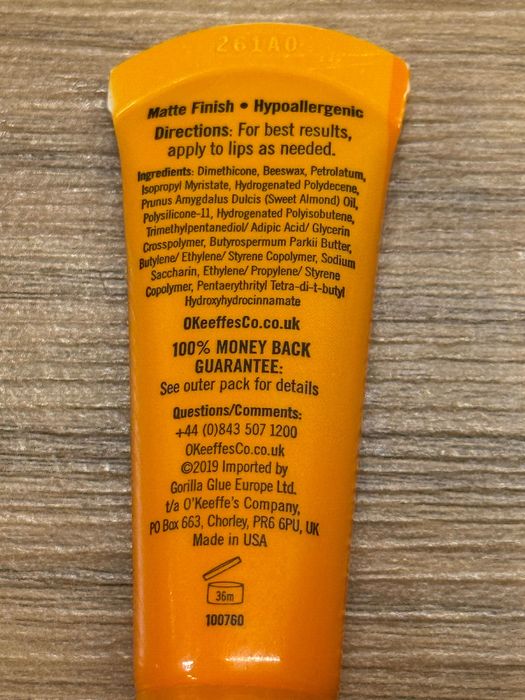 261A0
Matte Finish • Hypoallergenic
Directions: For best results,
apply to lips as needed.
Ingredients: Dimethicone, Beeswax, Petrolatum,
Isopropyl Myristate, Hydrogenated Polydecene,
Prunus Amygdalus Dulcis (Sweet Almond) Oil,
Polysilicone-11, Hydrogenated Polyisobutene,
Trimethylpentanediol/ Adipic Acid/ Glycerin
Crosspolymer, Butyrospermum Parkii Butter,
Butylene/ Ethylene/ Styrene Copolymer, Sodium
Saccharin, Ethylene/ Propylene/ Styrene
Copolymer, Pentaerythrityl Tetra-di-t-butyl
Hydroxyhydrocinnamate
OKeeffesCo.co.uk
100% MONEY BACK
GUARANTEE:
See outer pack for details
Questions/Comments:
+44 (0)843 507 1200
OKeeffesCo.co.uk
©2019 Imported by
Gorilla Glue Europe Ltd.
t/a O'Keeffe's Company,
PO Box 663, Chorley, PR6 6PU, UK
Made in USA
36m
100760